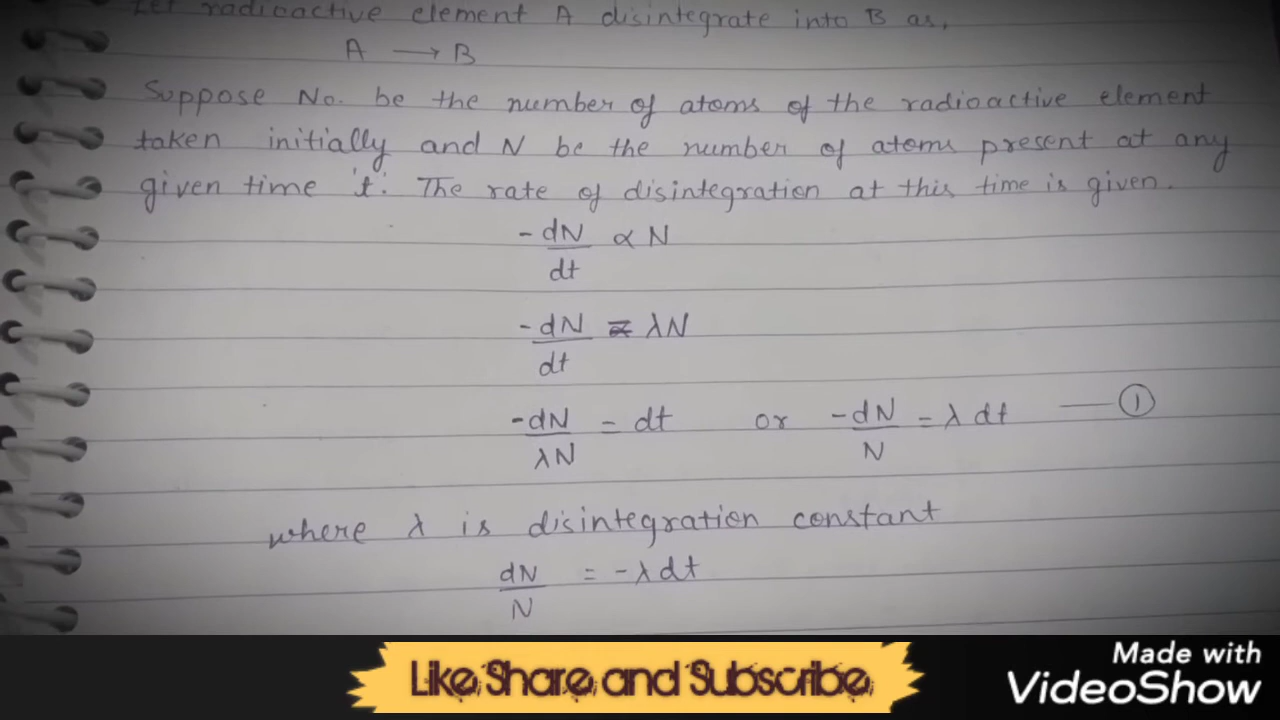 Let radioactive element A disintegrate into B as,
A → B
Suppose No. be the number of atoms of the radioactive element
taken initially and N be the number of atoms present at any
given time 't'. The rate of disintegration at this time is given.
-dN/dt ∝ N
-dN/dt = λN
-dN/λN = dt or -dN/N = λ dt —— ①
where λ is disintegration constant
dN/N = -λdt
Like Share and Subscribe
Made with
VideoShow